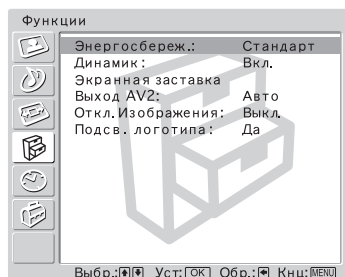 Функции
Энергосбереж.: Стандарт
Динамик: Вкл.
Экранная заставка
Выход AV2: Авто
Откл.Изображения: Выкл.
Подсв. логотипа: Да
Выбр.: Уст: OK Обр.: Кнц: MENU